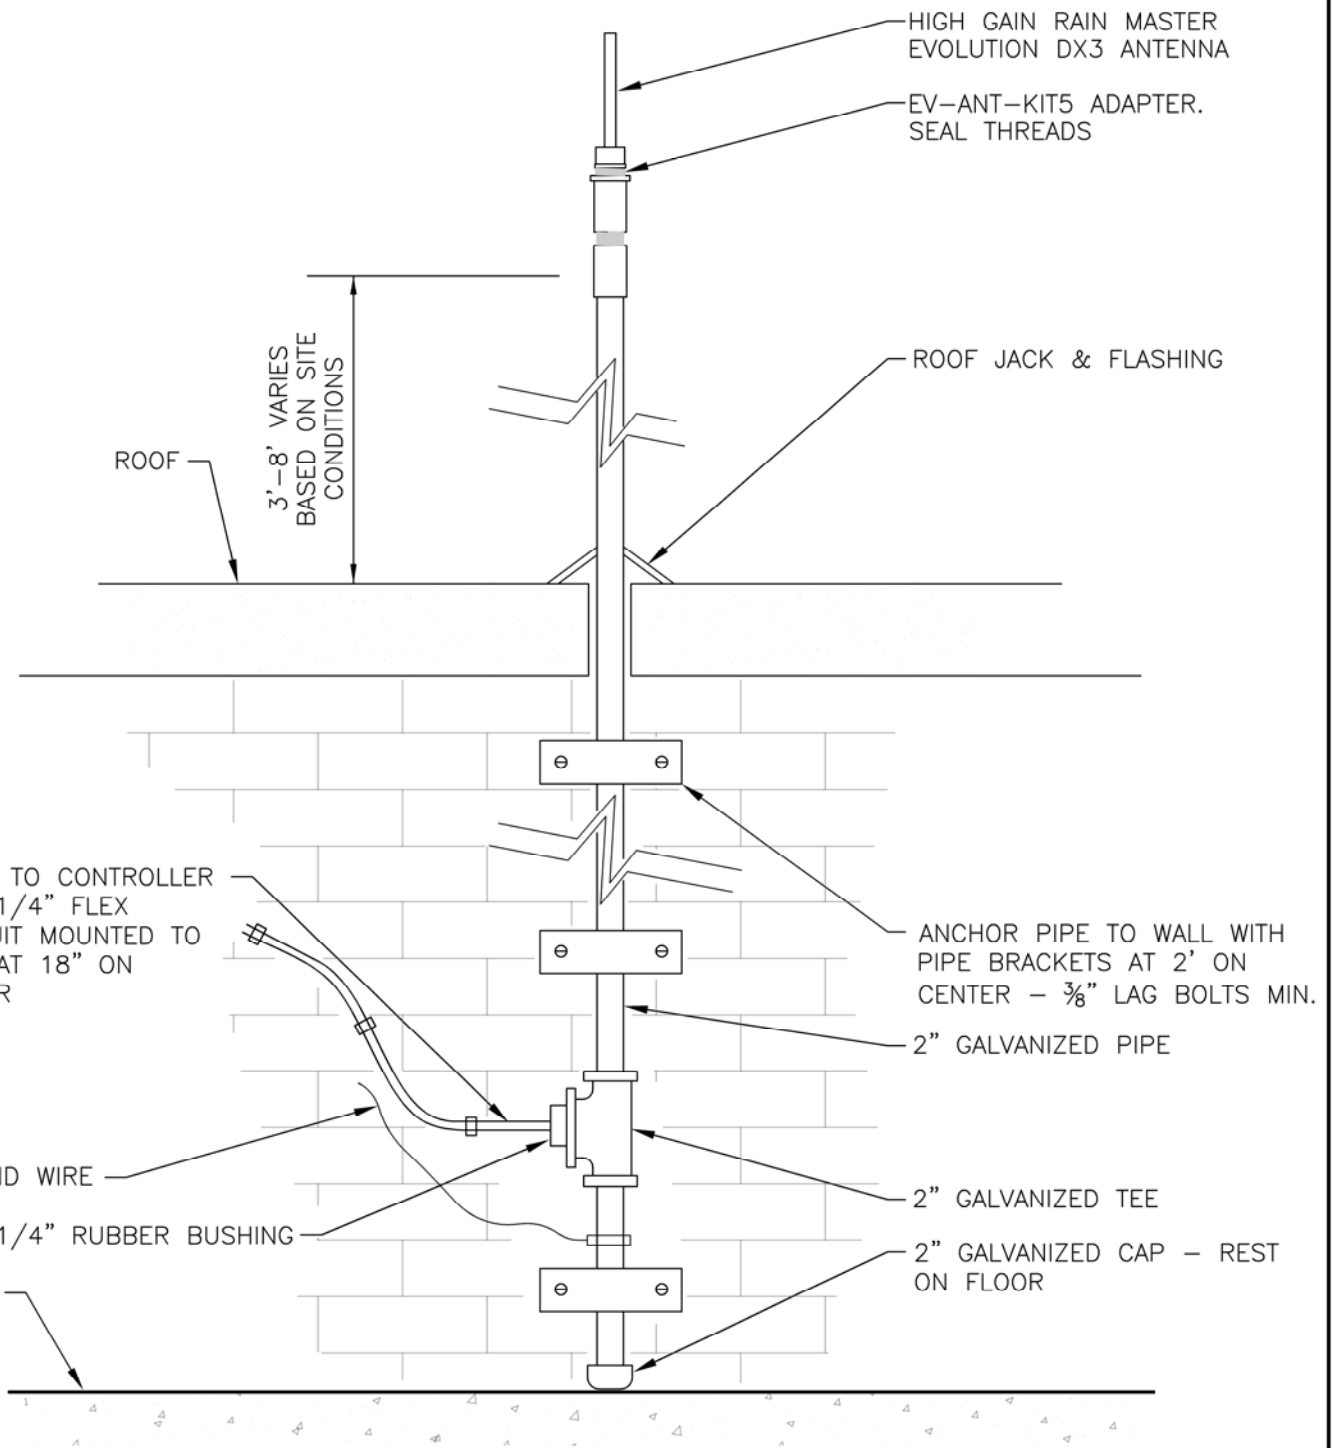 HIGH GAIN RAIN MASTER
EVOLUTION DX3 ANTENNA
EV-ANT-KIT5 ADAPTER.
SEAL THREADS
ROOF JACK & FLASHING
ROOF
3'-8' VARIES
BASED ON SITE
CONDITIONS
TO CONTROLLER
1/4" FLEX
UIT MOUNTED TO
AT 18" ON
R
ANCHOR PIPE TO WALL WITH
PIPE BRACKETS AT 2' ON
CENTER - ⅜" LAG BOLTS MIN.
2" GALVANIZED PIPE
ND WIRE
2" GALVANIZED TEE
1/4" RUBBER BUSHING
2" GALVANIZED CAP - REST
ON FLOOR